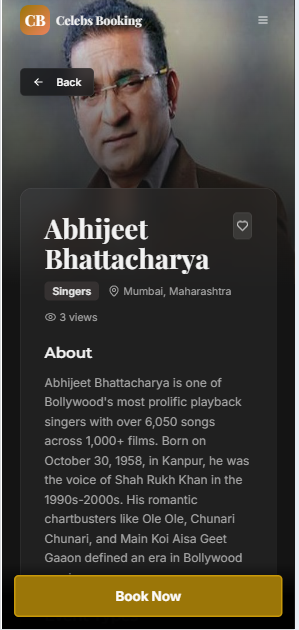 CB Celebs Booking
← Back
Abhijeet
Bhattacharya
Singers Mumbai, Maharashtra
3 views
About
Abhijeet Bhattacharya is one of
Bollywood's most prolific playback
singers with over 6,050 songs
across 1,000+ films. Born on
October 30, 1958, in Kanpur, he was
the voice of Shah Rukh Khan in the
1990s-2000s. His romantic
chartbusters like Ole Ole, Chunari
Chunari, and Main Koi Aisa Geet
Gaaon defined an era in Bollywood
Book Now